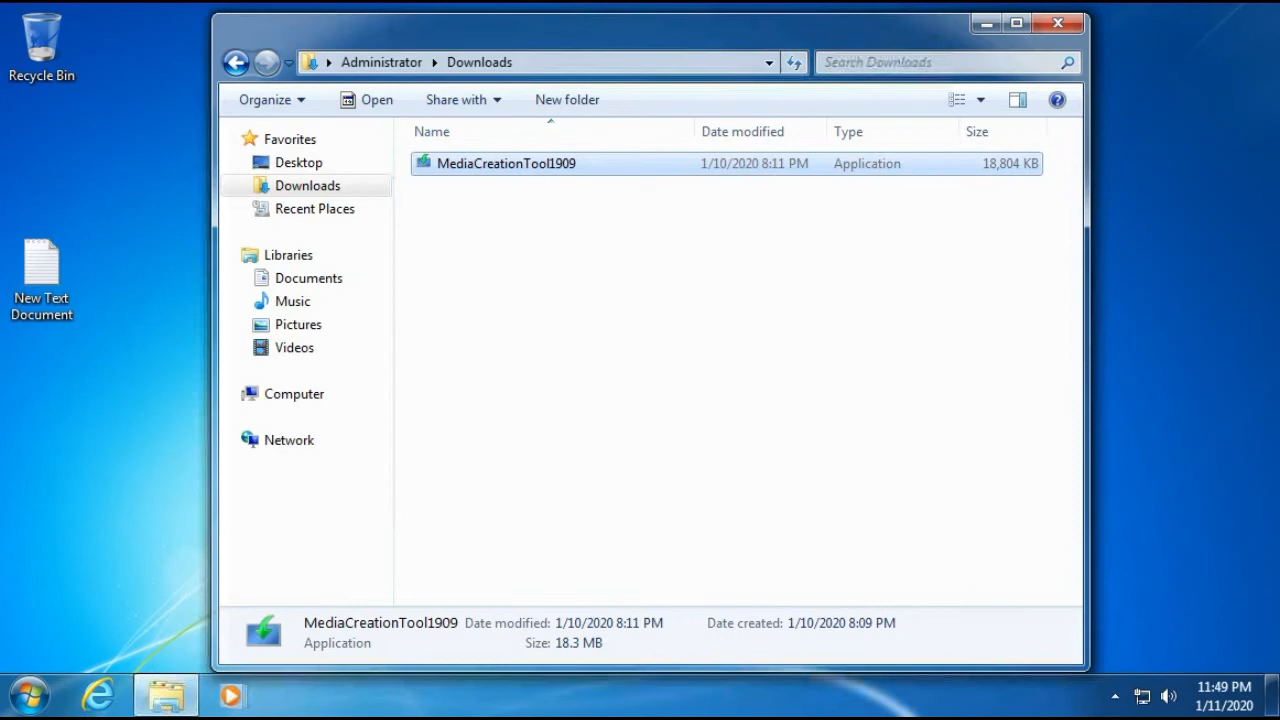 Recycle Bin
New Text
Document
Administrator Downloads
Search Downloads
Organize Open Share with New folder
Name Date modified Type Size
MediaCreationTool1909 1/10/2020 8:11 PM Application 18,804 KB
Favorites
Desktop
Downloads
Recent Places
Libraries
Documents
Music
Pictures
Videos
Computer
Network
MediaCreationTool1909 Date modified: 1/10/2020 8:11 PM Date created: 1/10/2020 8:09 PM
Application Size: 18.3 MB
11:49 PM
1/11/2020